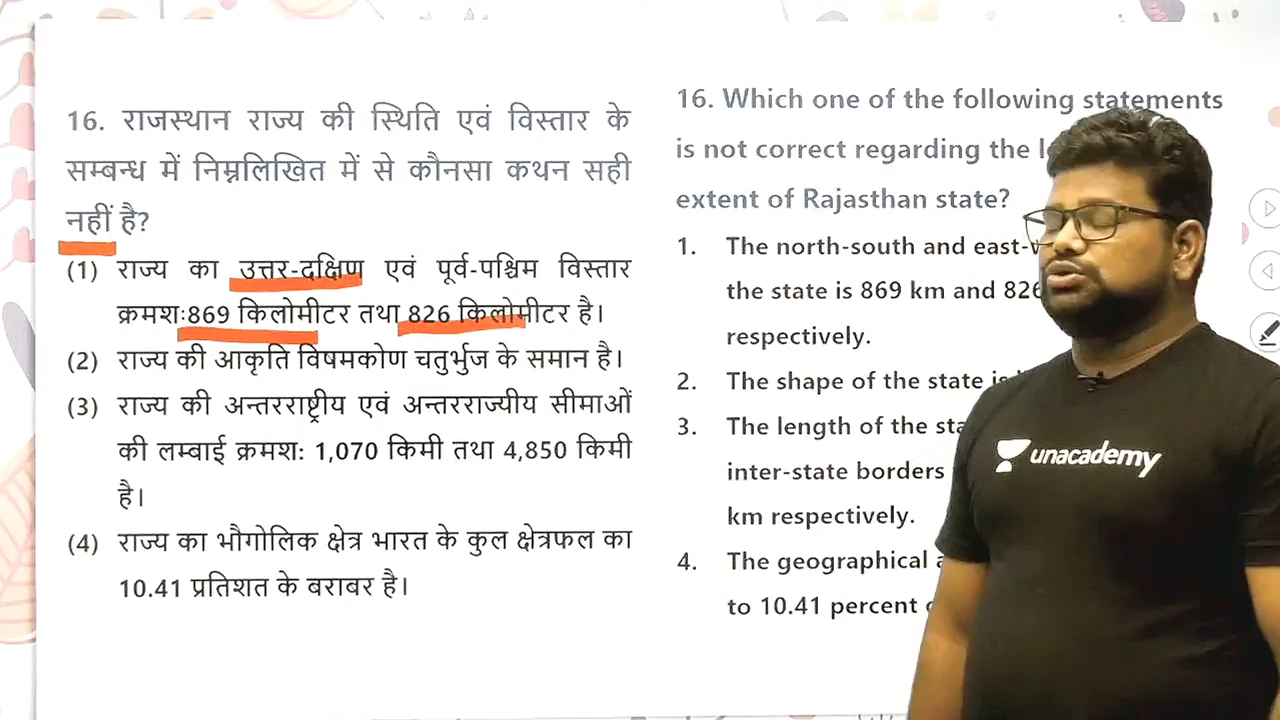 16. राजस्थान राज्य की स्थिति एवं विस्तार के
सम्बन्ध में निम्नलिखित में से कौनसा कथन सही
नहीं है?
(1) राज्य का उत्तर-दक्षिण एवं पूर्व-पश्चिम विस्तार
क्रमश:869 किलोमीटर तथा 826 किलोमीटर है।
(2) राज्य की आकृति विषमकोण चतुर्भुज के समान है।
(3) राज्य की अन्तरराष्ट्रीय एवं अन्तरराज्यीय सीमाओं
की लम्बाई क्रमश: 1,070 किमी तथा 4,850 किमी
है।
(4) राज्य का भौगोलिक क्षेत्र भारत के कुल क्षेत्रफल का
10.41 प्रतिशत के बराबर है।
16. Which one of the following statements
is not correct regarding the
extent of Rajasthan state?
1. The north-south and
the state is 869 km and 826
respectively.
2. The shape of the state
3. The length of the
inter-state borders
km respectively.
4. The geographical
to 10.41 percent
unacademy